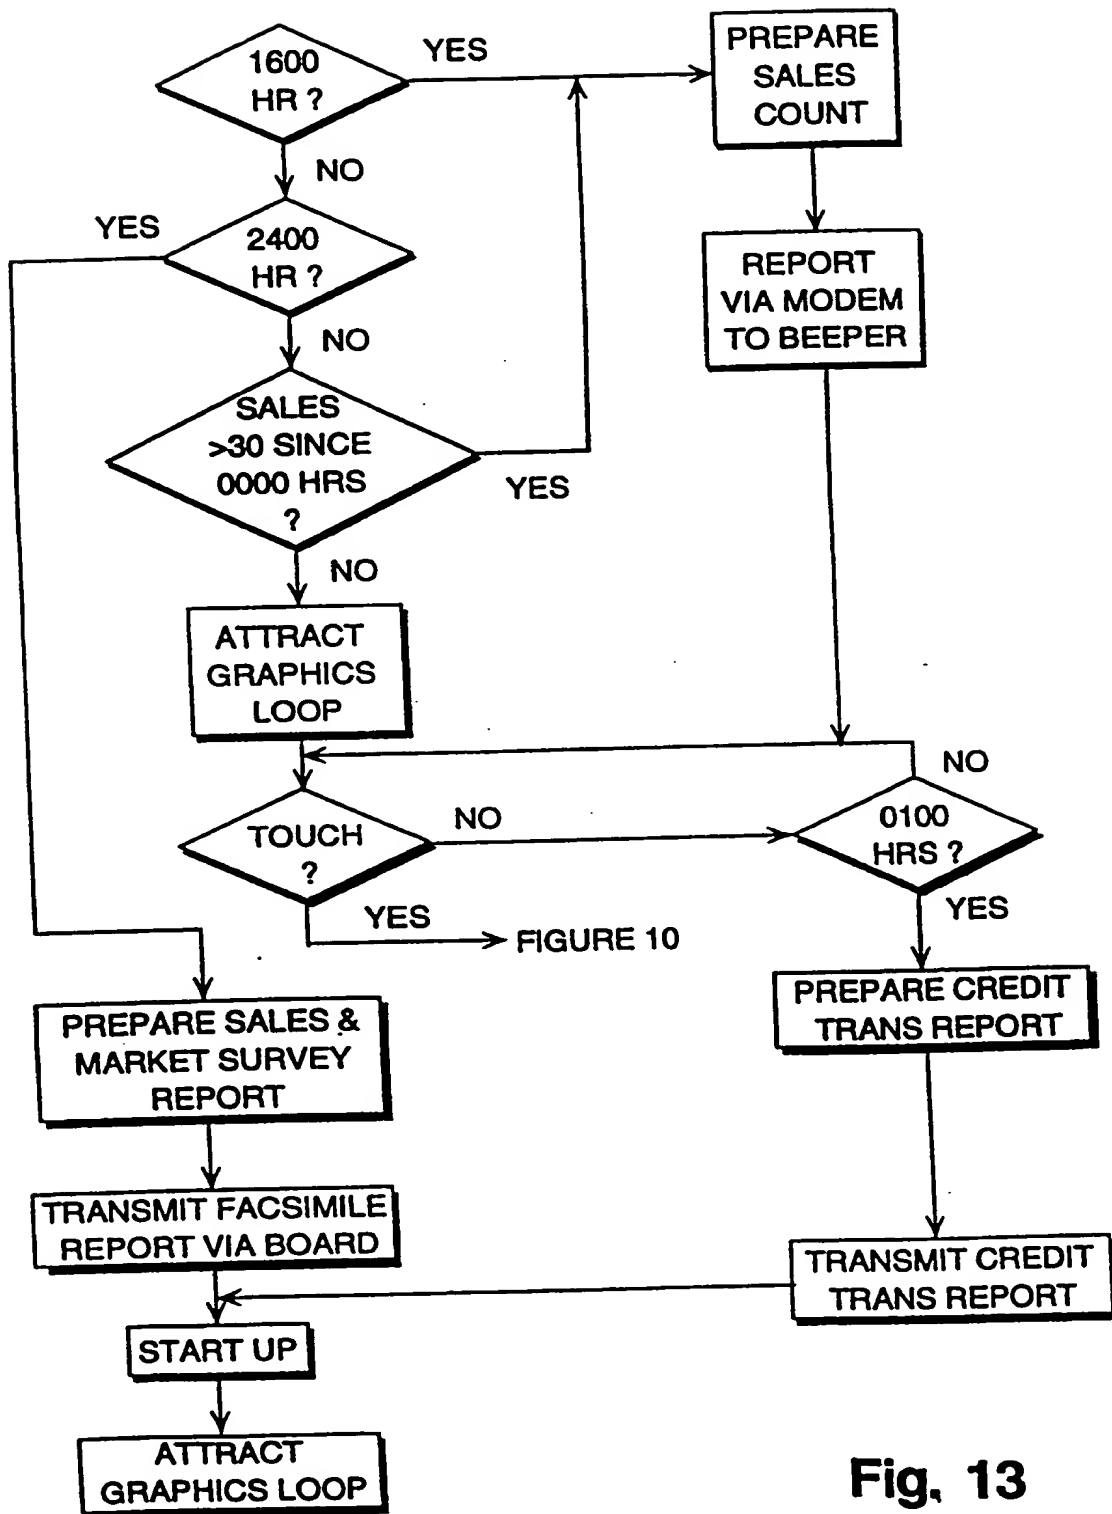 1600
HR ?
YES
PREPARE
SALES
COUNT
NO
YES
2400
HR ?
REPORT
VIA MODEM
TO BEEPER
NO
SALES
>30 SINCE
0000 HRS
?
YES
NO
ATTRACT
GRAPHICS
LOOP
NO
TOUCH
?
NO
0100
HRS ?
YES
FIGURE 10
YES
PREPARE CREDIT
TRANS REPORT
PREPARE SALES &
MARKET SURVEY
REPORT
TRANSMIT FACSIMILE
REPORT VIA BOARD
TRANSMIT CREDIT
TRANS REPORT
START UP
ATTRACT
GRAPHICS LOOP
Fig. 13